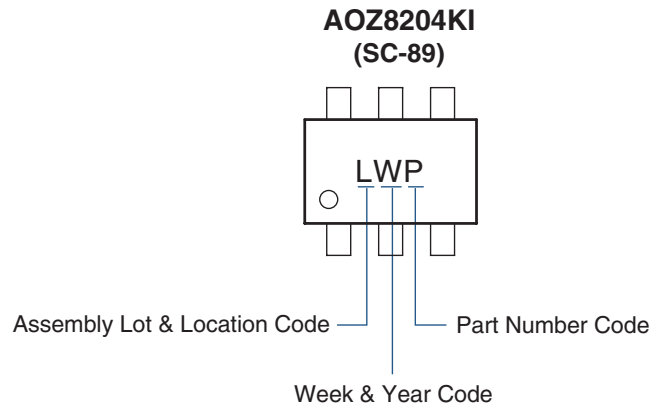 AOZ8204KI
(SC-89)
LWP
Assembly Lot & Location Code
Part Number Code
Week & Year Code